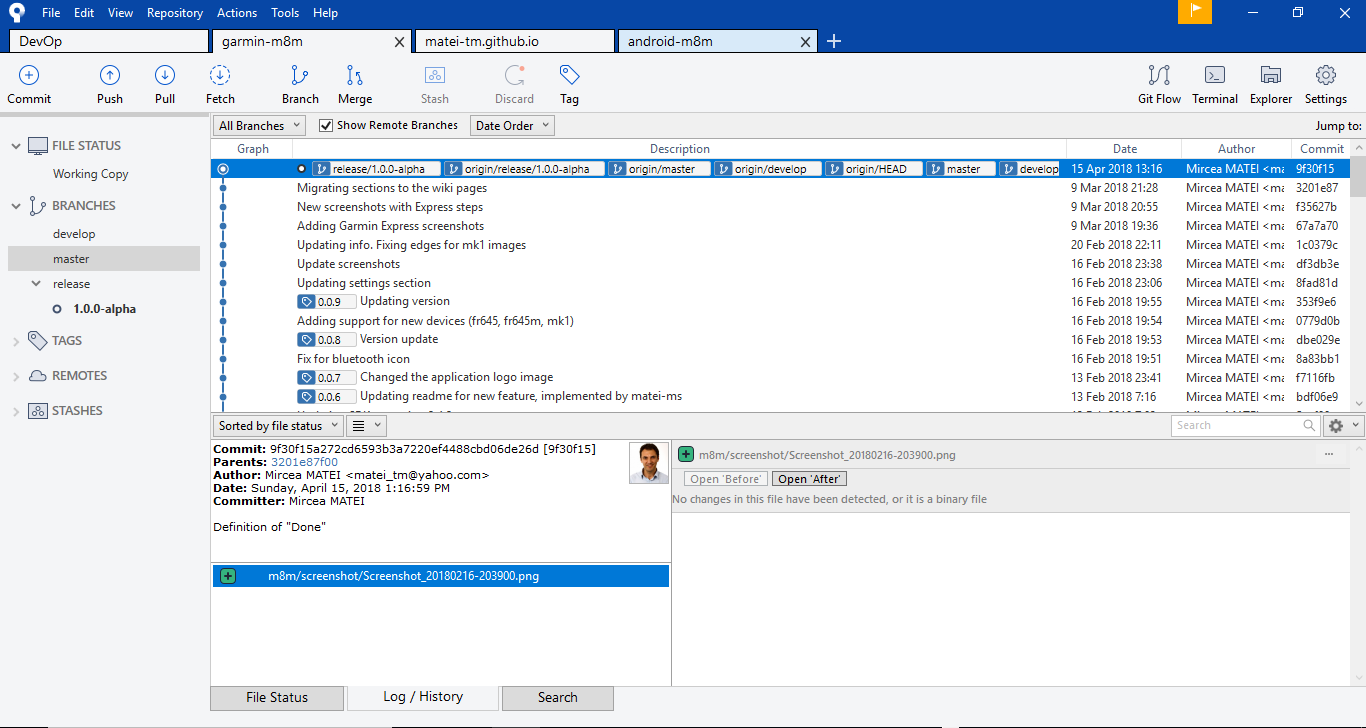 File Edit View Repository Actions Tools Help
DevOp garmin-m8m matei-tm.github.io android-m8m
Commit Push Pull Fetch Branch Merge Stash Discard Tag Git Flow Terminal Explorer Settings
All Branches Show Remote Branches Date Order Jump to:
Graph Description Date Author Commit
release/1.0.0-alpha origin/release/1.0.0-alpha origin/master origin/develop origin/HEAD master develop 15 Apr 2018 13:16 Mircea MATEI <ma 9f30f15
Migrating sections to the wiki pages 9 Mar 2018 21:28 Mircea MATEI <ma 3201e87
New screenshots with Express steps 9 Mar 2018 20:55 Mircea MATEI <ma f35627b
Adding Garmin Express screenshots 9 Mar 2018 19:36 Mircea MATEI <ma 67a7a70
Updating info. Fixing edges for mk1 images 20 Feb 2018 22:11 Mircea MATEI <ma 1c0379c
Update screenshots 16 Feb 2018 23:38 Mircea MATEI <ma df3db3e
Updating settings section 16 Feb 2018 23:06 Mircea MATEI <ma 8fad81d
0.0.9 Updating version 16 Feb 2018 19:55 Mircea MATEI <ma 353f9e6
Adding support for new devices (fr645, fr645m, mk1) 16 Feb 2018 19:54 Mircea MATEI <ma 0779d0b
0.0.8 Version update 16 Feb 2018 19:53 Mircea MATEI <ma dbe029e
Fix for bluetooth icon 16 Feb 2018 19:51 Mircea MATEI <ma 8a83bb1
0.0.7 Changed the application logo image 13 Feb 2018 23:41 Mircea MATEI <ma f7116fb
0.0.6 Updating readme for new feature, implemented by matei-ms 13 Feb 2018 7:16 Mircea MATEI <ma bdf06e9
FILE STATUS
Working Copy
BRANCHES
develop
master
release
1.0.0-alpha
TAGS
REMOTES
STASHES
Sorted by file status Search
Commit: 9f30f15a272cd6593b3a7220ef4488cbd06de26d [9f30f15]
Parents: 3201e87f00
Author: Mircea MATEI <matei_tm@yahoo.com>
Date: Sunday, April 15, 2018 1:16:59 PM
Committer: Mircea MATEI
Definition of "Done"
m8m/screenshot/Screenshot_20180216-203900.png
m8m/screenshot/Screenshot_20180216-203900.png ...
Open 'Before' Open 'After'
No changes in this file have been detected, or it is a binary file
File Status Log / History Search